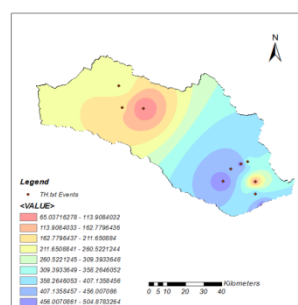 N
Legend
TH.txt Events
<VALUE>
65.03716278 - 113.9084032
113.9084033 - 162.7796436
162.7796437 - 211.650884
211.6508841 - 260.5221244
260.5221245 - 309.3933648
309.3933649 - 358.2646052
358.2646053 - 407.1358456
407.1358457 - 456.007086
456.0070861 - 504.8783264
Kilometers
0 5 10 20 30 40